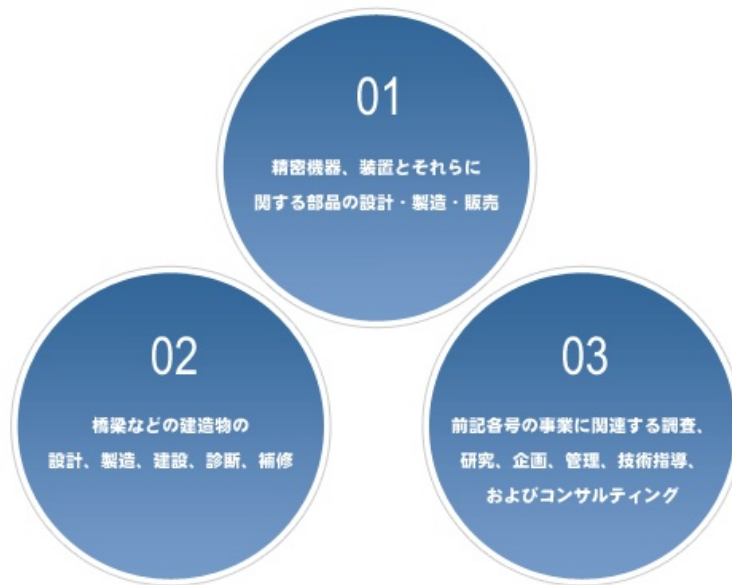 01
精密機器、装置とそれらに
関する部品の設計・製造・販売
02
橋梁などの建造物の
設計、製造、建設、診断、補修
03
前記各号の事業に関連する調査、
研究、企画、管理、技術指導、
およびコンサルティング